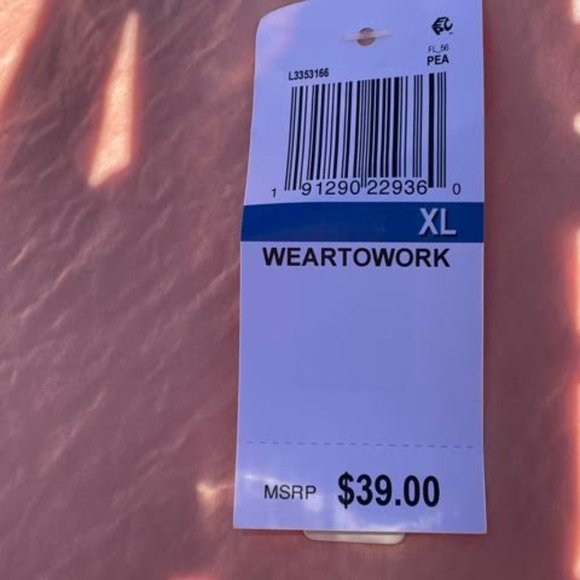 FL_56
PEA
L3353166
1 91290 22936 0
XL
WEARTOWORK
MSRP $39.00